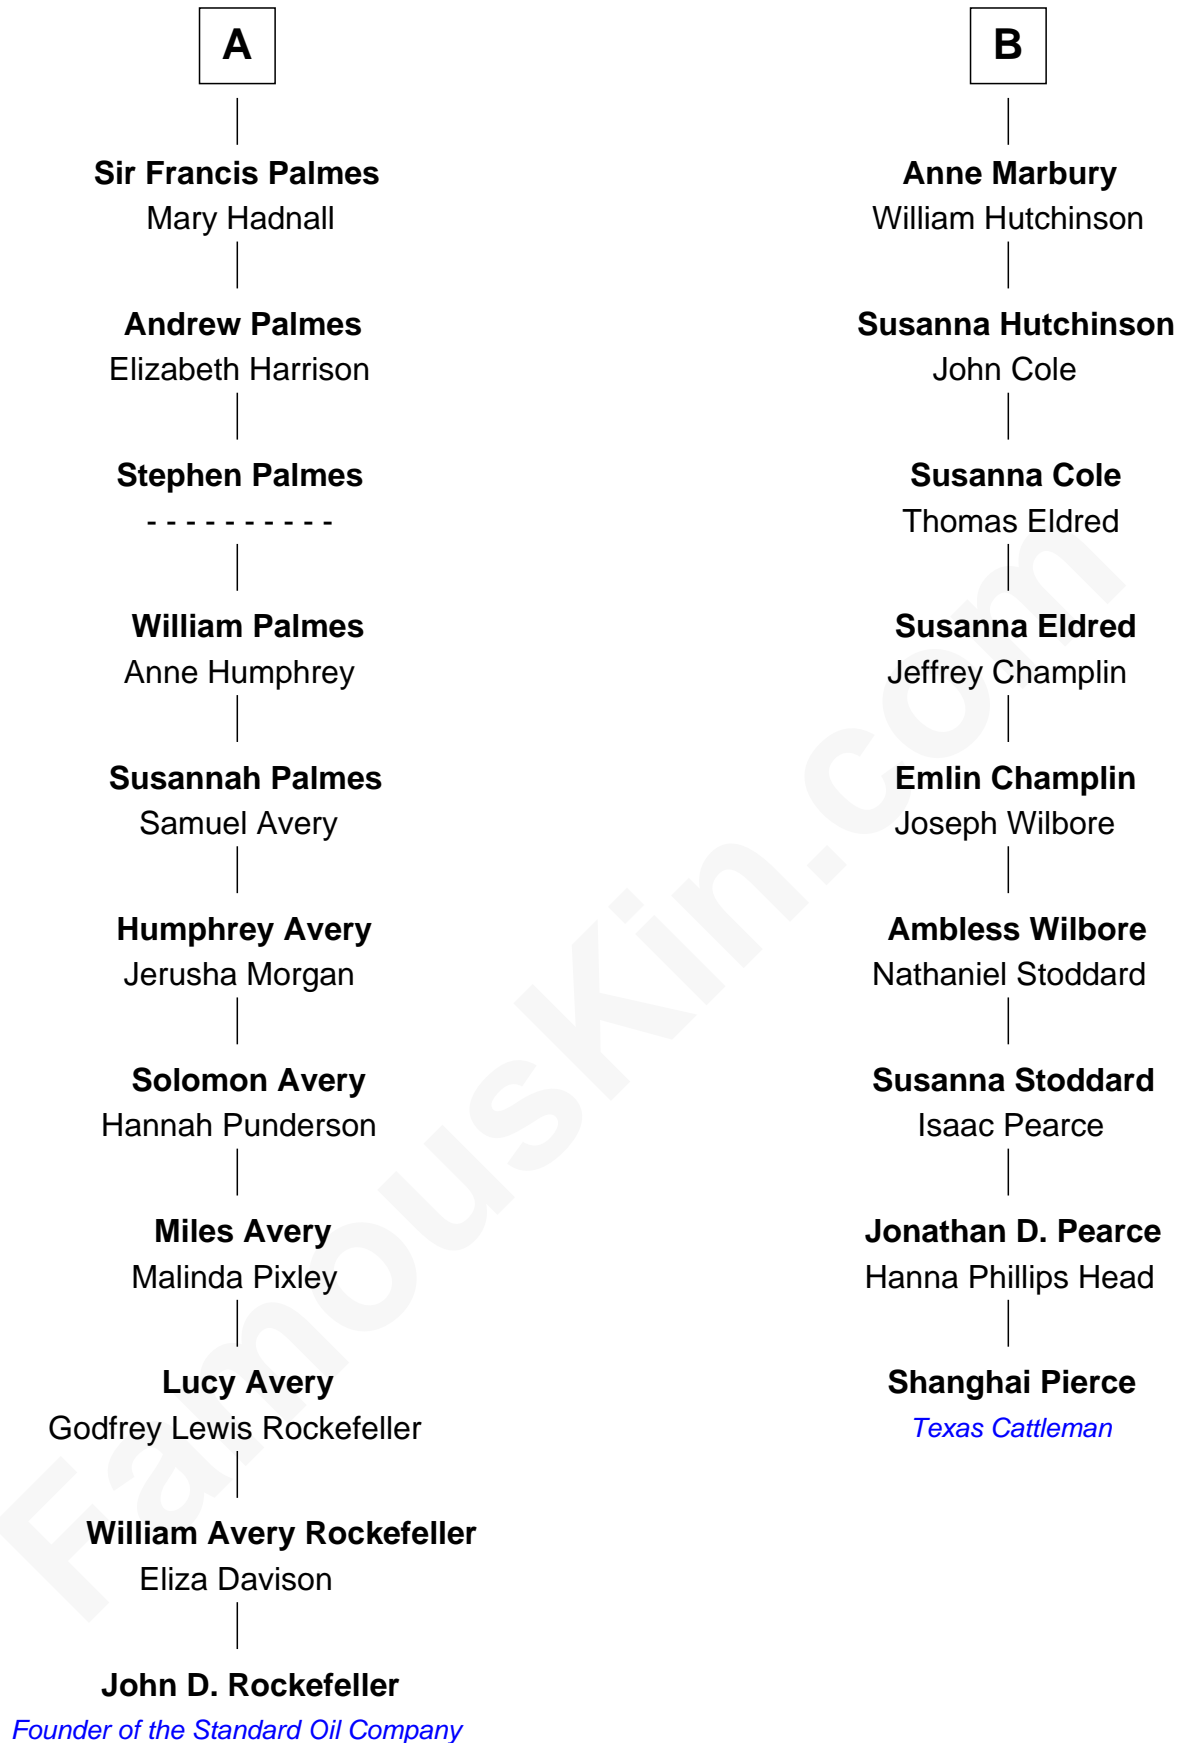 A
Sir Francis Palmes
Mary Hadnall
Andrew Palmes
Elizabeth Harrison
Stephen Palmes
- - - - - - - - - -
William Palmes
Anne Humphrey
Susannah Palmes
Samuel Avery
Humphrey Avery
Jerusha Morgan
Solomon Avery
Hannah Punderson
Miles Avery
Malinda Pixley
Lucy Avery
Godfrey Lewis Rockefeller
William Avery Rockefeller
Eliza Davison
John D. Rockefeller
Founder of the Standard Oil Company
B
Anne Marbury
William Hutchinson
Susanna Hutchinson
John Cole
Susanna Cole
Thomas Eldred
Susanna Eldred
Jeffrey Champlin
Emlin Champlin
Joseph Wilbore
Ambless Wilbore
Nathaniel Stoddard
Susanna Stoddard
Isaac Pearce
Jonathan D. Pearce
Hanna Phillips Head
Shanghai Pierce
Texas Cattleman
FamousKin.com